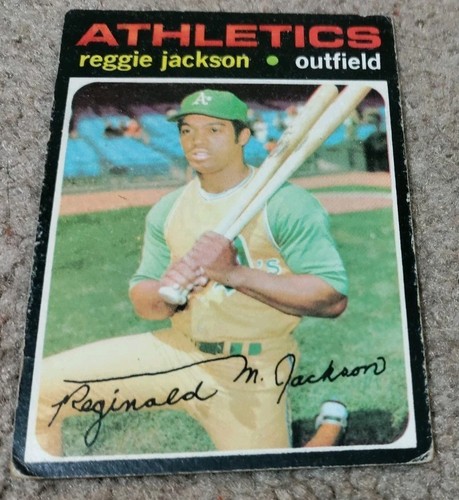 ATHLETICS
reggie jackson • outfield
A's
's
Reginald M. Jackson